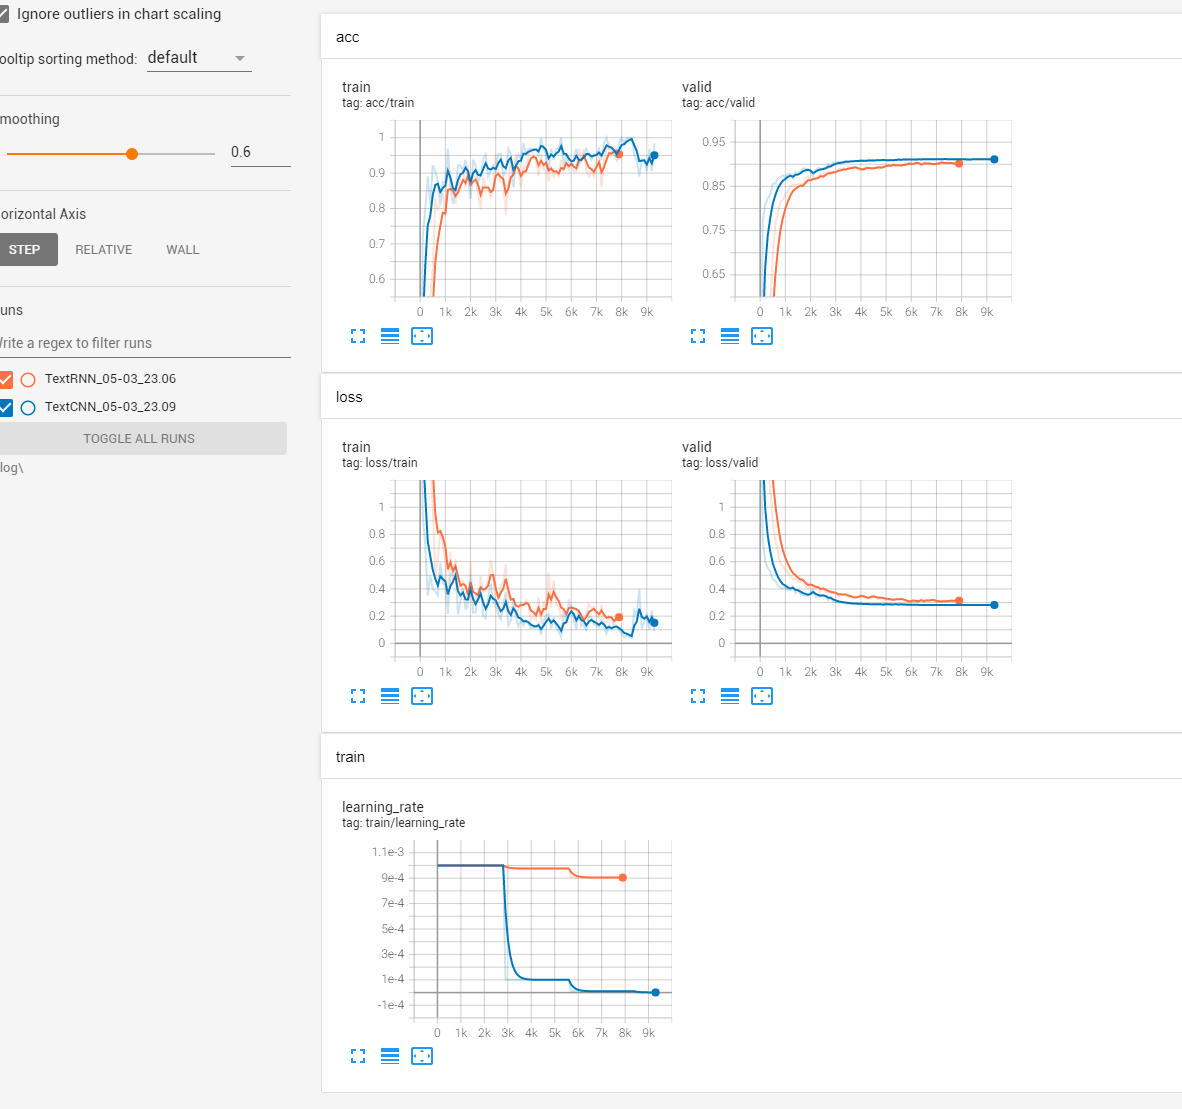 Ignore outliers in chart scaling
ooltip sorting method: default
moothing
0.6
orizontal Axis
STEP RELATIVE WALL
uns
Write a regex to filter runs
TextRNN_05-03_23.06
TextCNN_05-03_23.09
TOGGLE ALL RUNS
log\
acc
train
tag: acc/train
1
0.9
0.8
0.7
0.6
0 1k 2k 3k 4k 5k 6k 7k 8k 9k
valid
tag: acc/valid
0.95
0.85
0.75
0.65
0 1k 2k 3k 4k 5k 6k 7k 8k 9k
loss
train
tag: loss/train
1
0.8
0.6
0.4
0.2
0
0 1k 2k 3k 4k 5k 6k 7k 8k 9k
valid
tag: loss/valid
1
0.8
0.6
0.4
0.2
0
0 1k 2k 3k 4k 5k 6k 7k 8k 9k
train
learning_rate
tag: train/learning_rate
1.1e-3
9e-4
7e-4
5e-4
3e-4
1e-4
-1e-4
0 1k 2k 3k 4k 5k 6k 7k 8k 9k